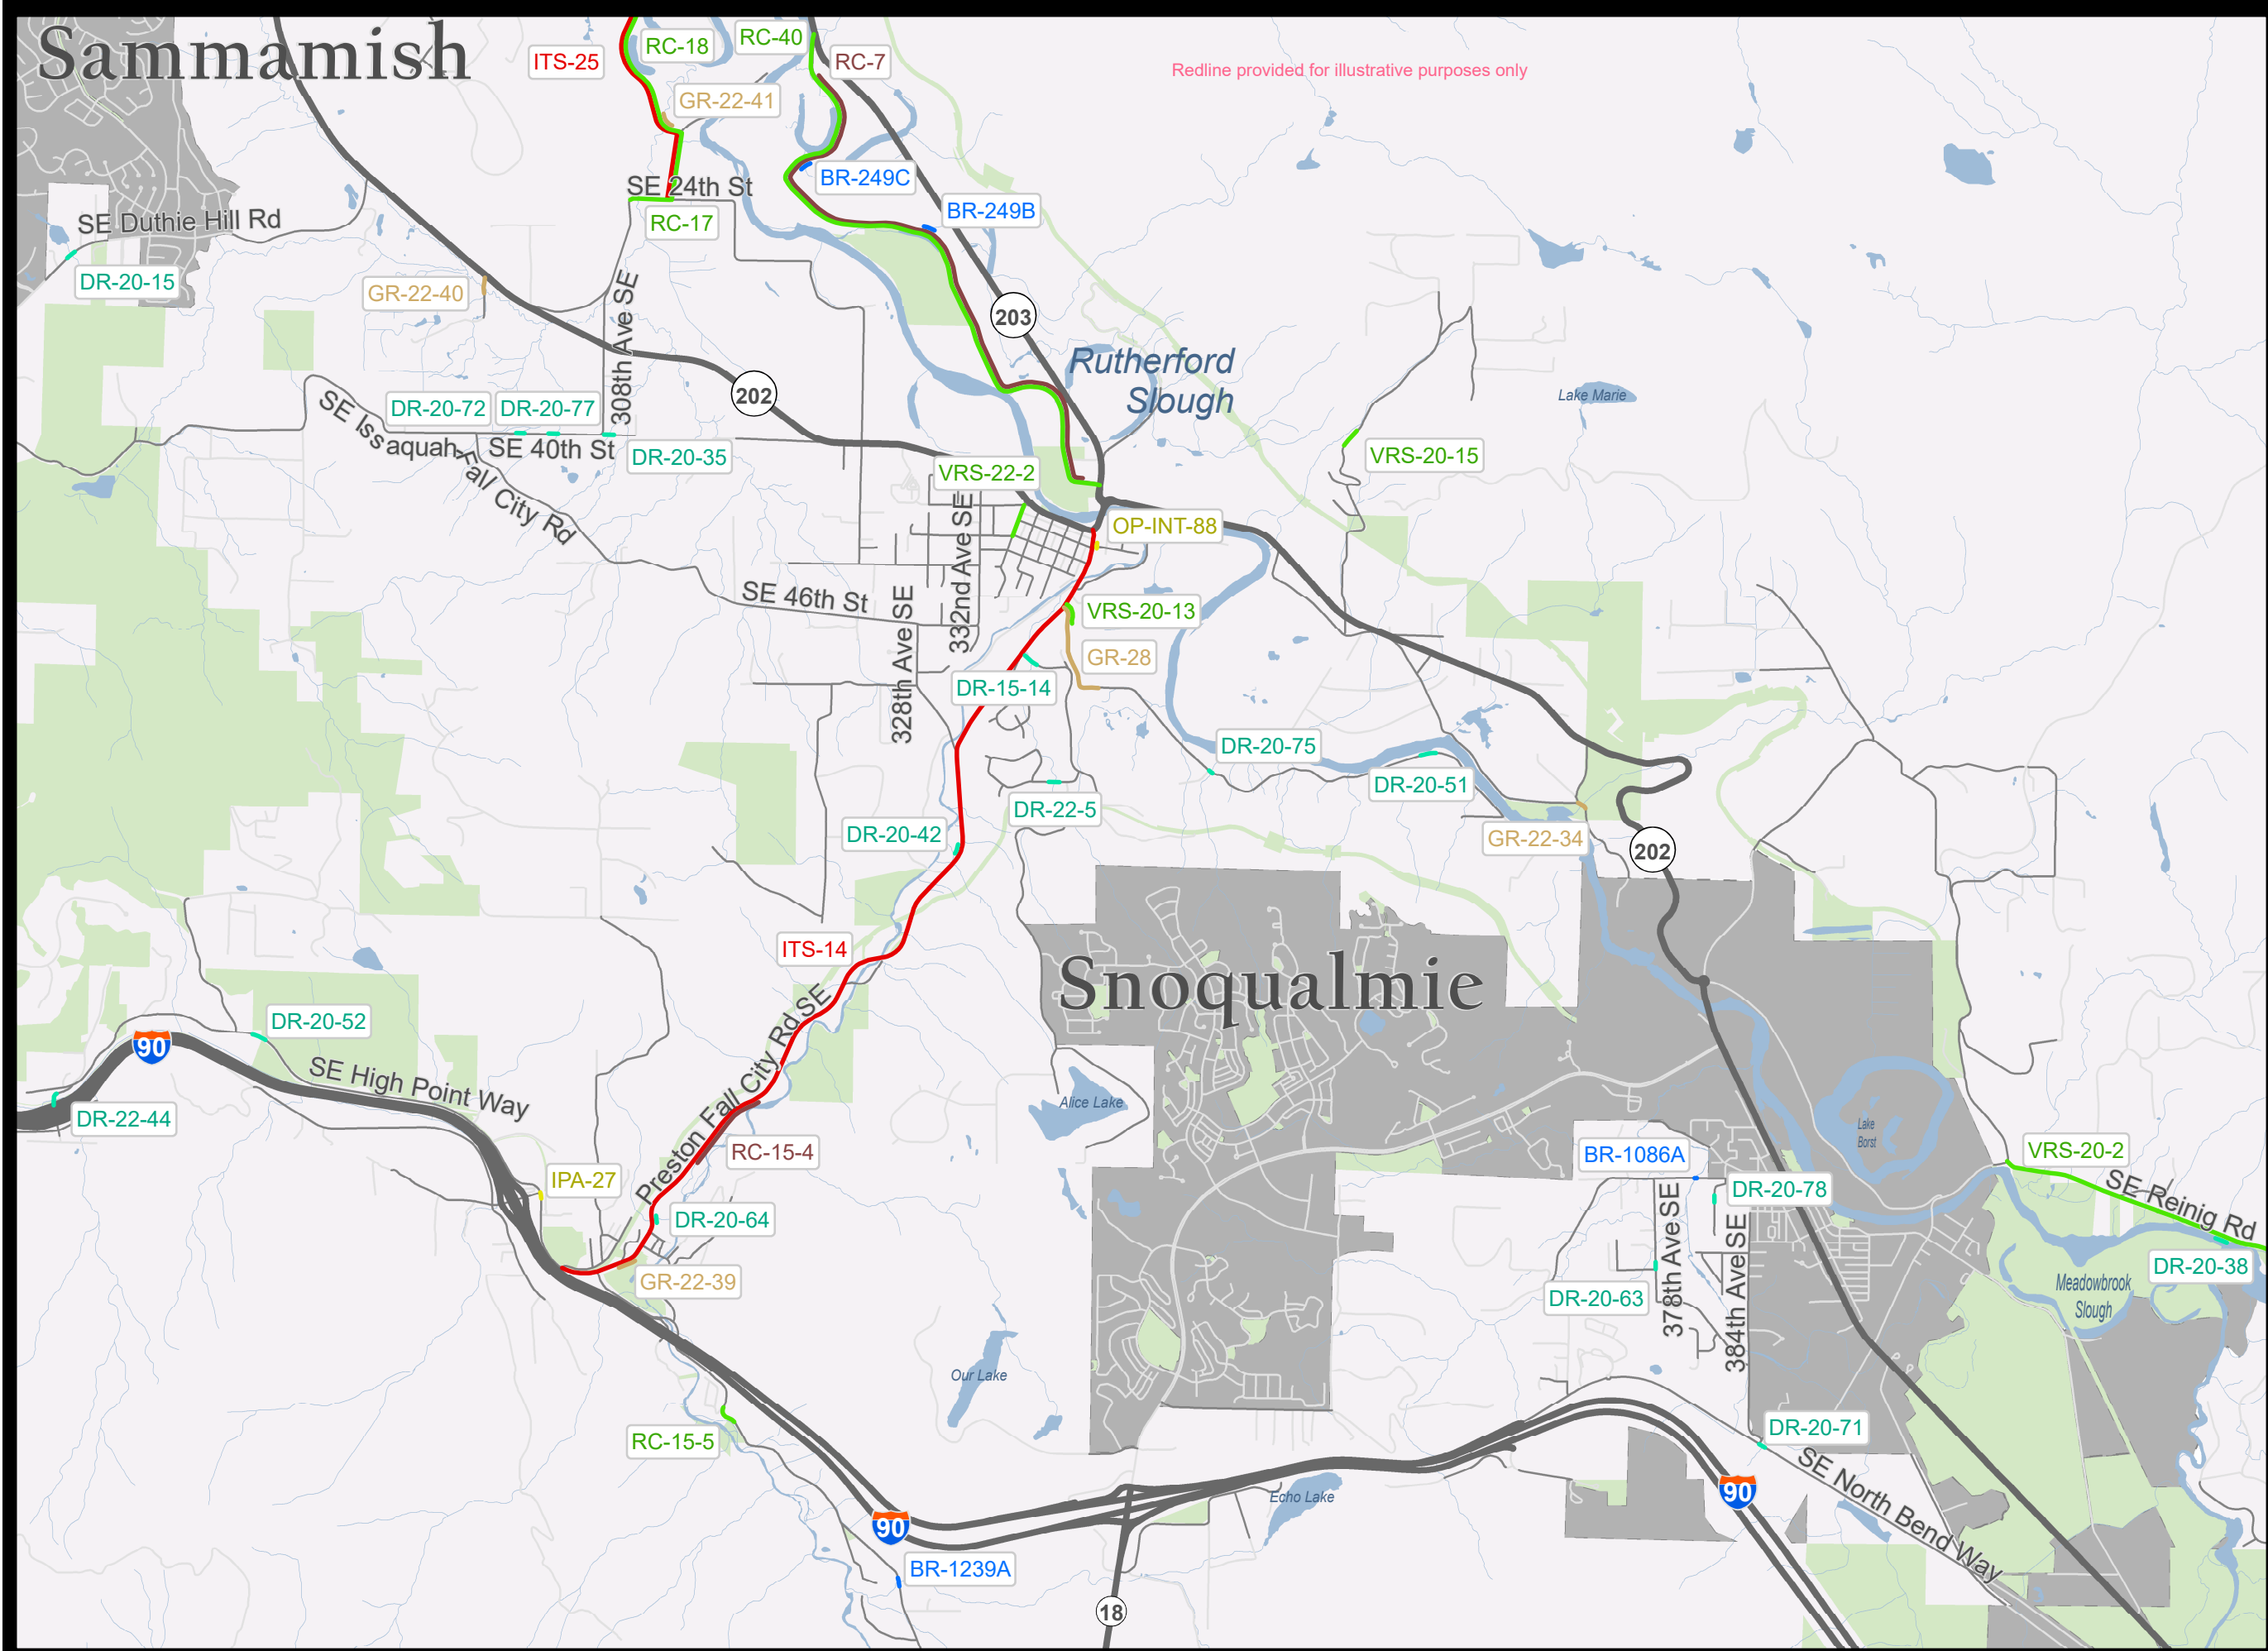 Sammamish
ITS-25
RC-18
RC-40
RC-7
Redline provided for illustrative purposes only
GR-22-41
BR-249C
SE 24th St
BR-249B
RC-17
SE Duthie Hill Rd
DR-20-15
GR-22-40
308th Ave SE
203
Rutherford
Slough
202
Lake Marie
DR-20-72
DR-20-77
SE Issaquah-Fall City Rd
SE 40th St
DR-20-35
VRS-20-15
VRS-22-2
332nd Ave SE
OP-INT-88
SE 46th St
328th Ave SE
VRS-20-13
GR-28
DR-15-14
DR-20-75
DR-20-51
DR-22-5
DR-20-42
GR-22-34
202
ITS-14
Snoqualmie
DR-20-52
90
SE High Point Way
DR-22-44
Preston Fall City Rd SE
Alice Lake
Lake
Borst
RC-15-4
IPA-27
BR-1086A
VRS-20-2
DR-20-78
SE Reinig Rd
DR-20-64
378th Ave SE
384th Ave SE
DR-20-38
GR-22-39
DR-20-63
Meadowbrook
Slough
Our Lake
RC-15-5
DR-20-71
SE North Bend Way
90
Echo Lake
90
BR-1239A
18